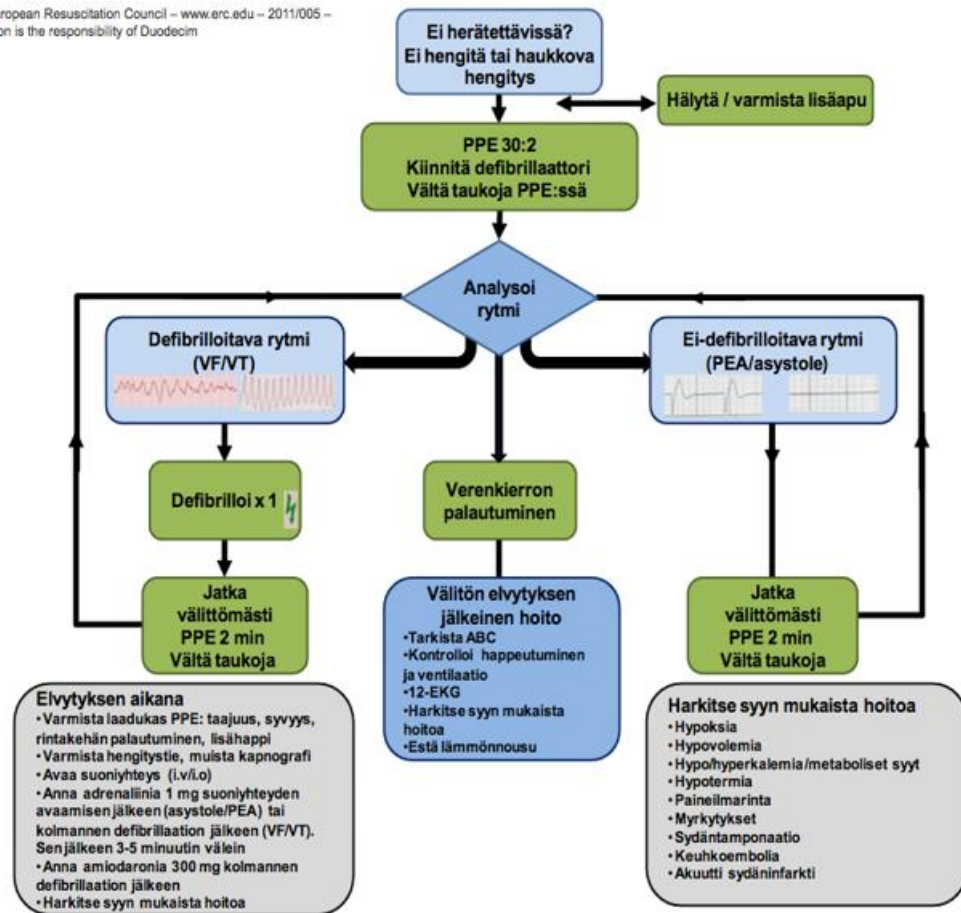 ropean Resuscitation Council – www.erc.edu – 2011/005 –
on is the responsibility of Duodecim
Ei herätettävissä?
Ei hengitä tai haukkova
hengitys
Hälytä / varmista lisäapu
PPE 30:2
Kiinnitä defibrillaattori
Vältä taukoja PPE:ssä
Analysoi
rytmi
Defibrilloitava rytmi
(VF/VT)
Ei-defibrilloitava rytmi
(PEA/asystole)
Defibrilloi x 1
Verenkierron
palautuminen
Jatka
välittömästi
PPE 2 min
Vältä taukoja
Välitön elvytyksen
jälkeinen hoito
•Tarkista ABC
•Kontrolloi happeutuminen
ja ventilaatio
•12-EKG
•Harkitse syyn mukaista
hoitoa
•Estä lämmönnousu
Jatka
välittömästi
PPE 2 min
Vältä taukoja
Elvytyksen aikana
• Varmista laadukas PPE: taajuus, syvyys,
rintakehän palautuminen, lisähappi
• Varmista hengitystie, muista kapnografi
• Avaa suoniyhteys (i.v/i.o)
• Anna adrenaliinia 1 mg suoniyhteyden
avaamisen jälkeen (asystole/PEA) tai
kolmannen defibrillaation jälkeen (VF/VT).
Sen jälkeen 3-5 minuutin välein
• Anna amiodaronia 300 mg kolmannen
defibrillaation jälkeen
• Harkitse syyn mukaista hoitoa
Harkitse syyn mukaista hoitoa
• Hypoksia
• Hypovolemia
• Hypo/hyperkalemia/metaboliset syyt
• Hypotermia
• Paineilmarinta
• Myrkytykset
• Sydäntamponaatio
• Keuhkoembolia
• Akuutti sydäninfarkti